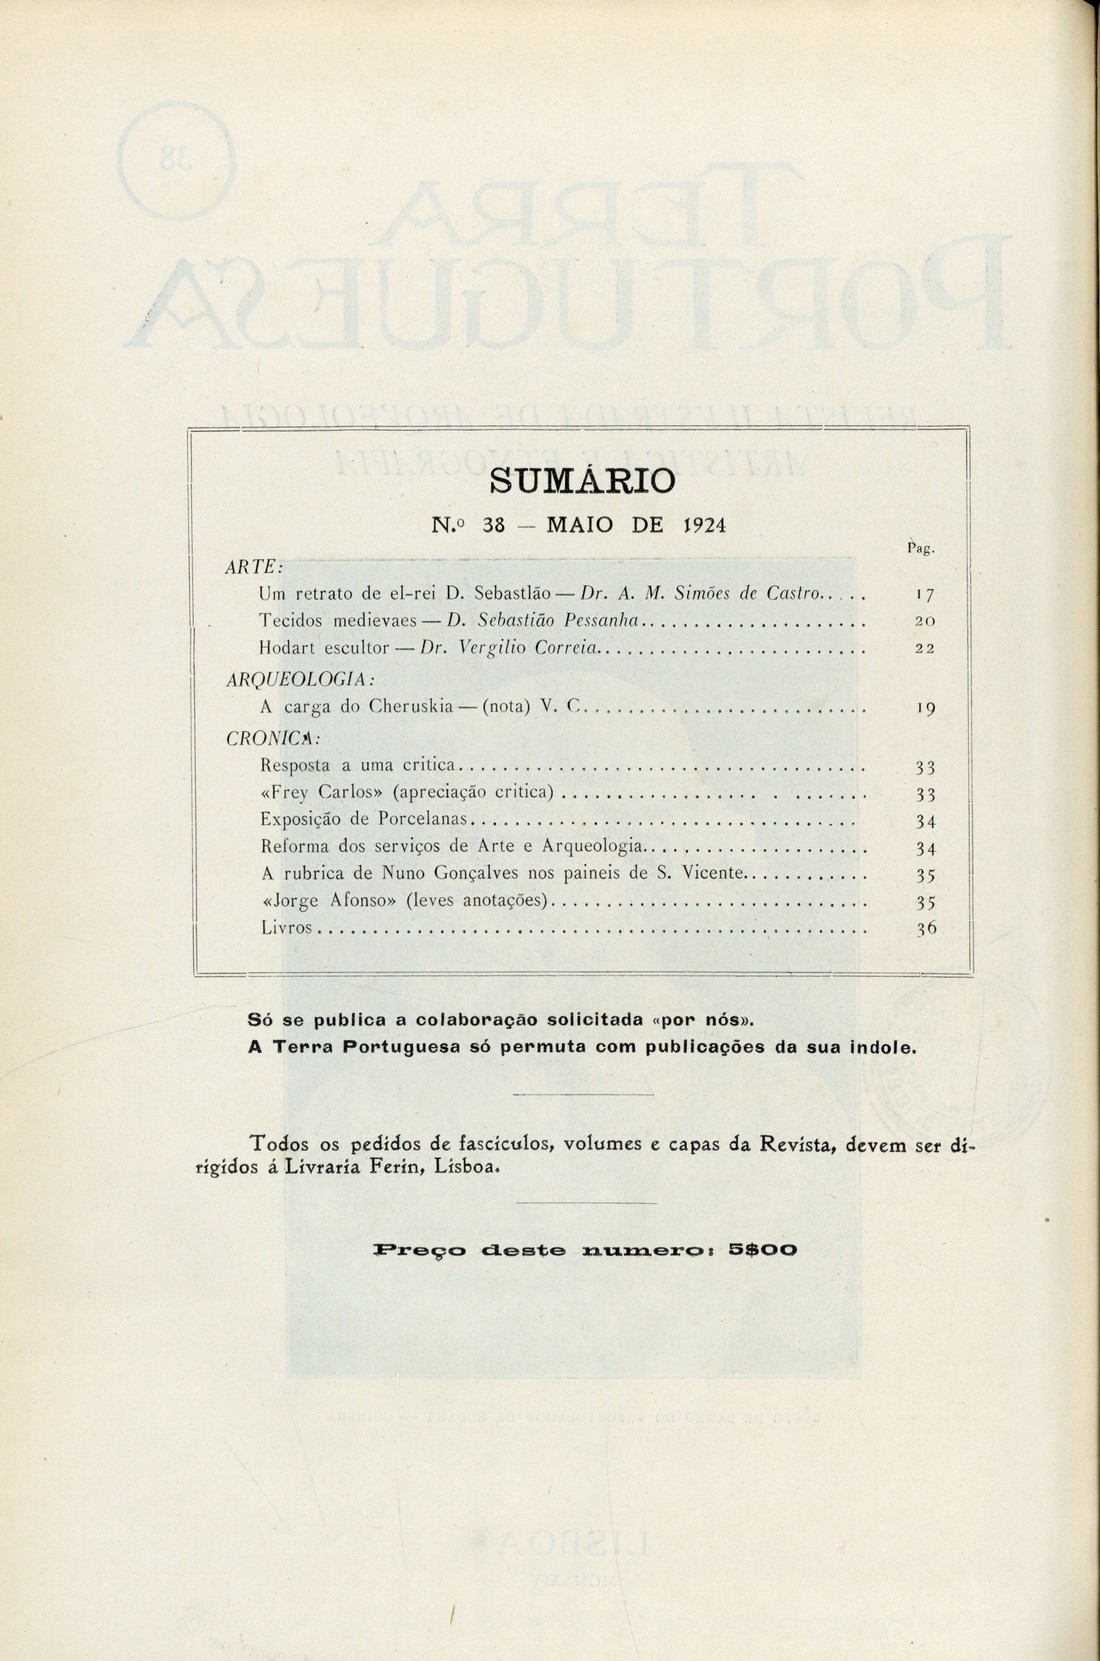 SUMÁRIO
N.º 38 — MAIO DE 1924
Pag.
ARTE:
Um retrato de el-rei D. Sebastlão — Dr. A. M. Simões de Castro..... 17
Tecidos medievaes — D. Sebastião Pessanha..................... 20
Hodart escultor — Dr. Vergilio Correia......................... 22
ARQUEOLOGIA:
A carga do Cheruskia — (nota) V. C.......................... 19
CRONICA:
Resposta a uma critica...................................... 33
«Frey Carlos» (apreciação critica) .......................... 33
Exposição de Porcelanas.................................... 34
Reforma dos serviços de Arte e Arqueologia..................... 34
A rubrica de Nuno Gonçalves nos paineis de S. Vicente............ 35
«Jorge Afonso» (leves anotações)............................. 35
Livros.................................................. 36
Só se publica a colaboração solicitada «por nós».
A Terra Portuguesa só permuta com publicações da sua indole.
Todos os pedidos de fascículos, volumes e capas da Revista, devem ser di-
rigidos á Livraria Ferin, Lisboa.
Preço deste numero: 5$00